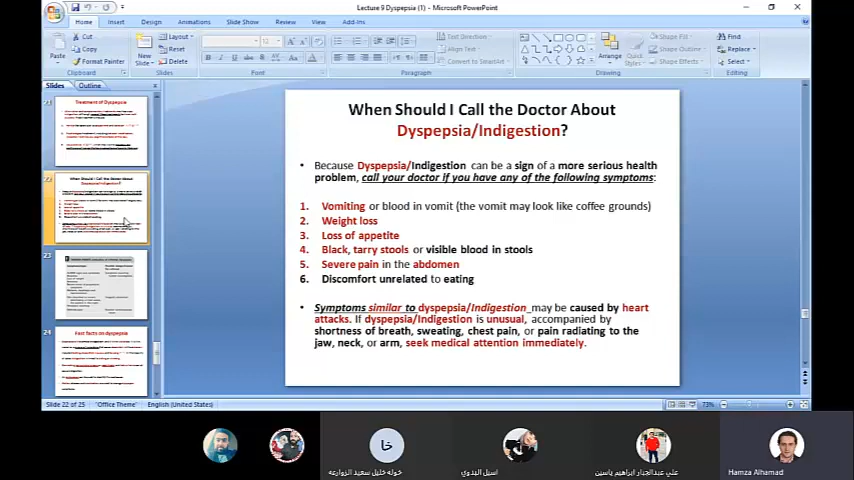 Lecture 9 Dyspepsia (1) - Microsoft PowerPoint
Home Insert Design Animations Slide Show Review View Add-Ins
Cut
Copy
Format Painter
Paste
Clipboard
New Slide
Layout
Reset
Delete
Slides
Font
Paragraph
Text Direction
Align Text
Convert to SmartArt
Arrange
Quick Styles
Shape Fill
Shape Outline
Shape Effects
Drawing
Find
Replace
Select
Editing
Slides Outline
21
Treatment of Dyspepsia
22
When Should I Call the Doctor About
Dyspepsia/Indigestion?
23
24
Fast facts on dyspepsia
When Should I Call the Doctor About
Dyspepsia/Indigestion?
• Because Dyspepsia/Indigestion can be a sign of a more serious health
problem, call your doctor if you have any of the following symptoms:
1. Vomiting or blood in vomit (the vomit may look like coffee grounds)
2. Weight loss
3. Loss of appetite
4. Black, tarry stools or visible blood in stools
5. Severe pain in the abdomen
6. Discomfort unrelated to eating
• Symptoms similar to dyspepsia/Indigestion may be caused by heart
attacks. If dyspepsia/Indigestion is unusual, accompanied by
shortness of breath, sweating, chest pain, or pain radiating to the
jaw, neck, or arm, seek medical attention immediately.
Slide 22 of 25 "Office Theme" English (United States)
73%
خا
خوله خليل سعيد الزوارعه
اسيل البدوي
علي عبدالجبار ابراهيم ياسين
Hamza Alhamad